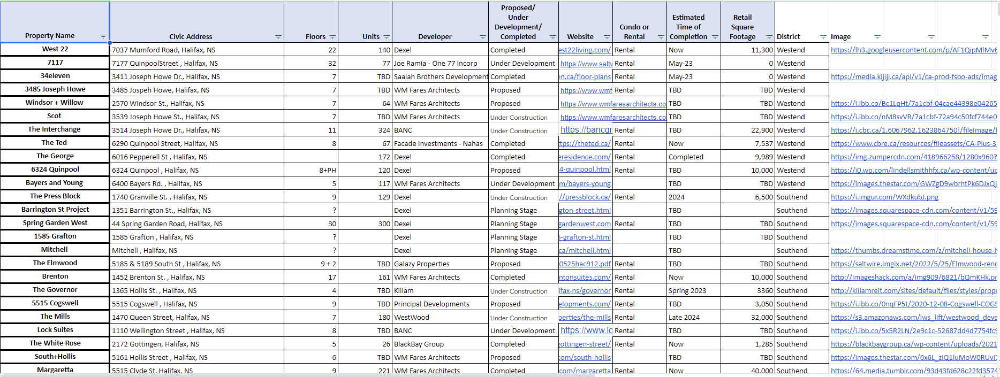 Property Name Civic Address Floors Units Developer Proposed/ Under Development/ Completed Website Condo or Rental Estimated Time of Completion Retail Square Footage District Image
West 22 7037 Mumford Road, Halifax, NS 22 140 Dexel Completed est22living.com/ Rental Now 11,300 Westend https://lh3.googleusercontent.com/p/AF1QipMlMv6
7117 7177 QuinpoolStreet , Halifax, NS 32 77 Joe Ramia - One 77 Incorp Under Development https://www.saltw Rental May-23 0 Westend
34eleven 3411 Joseph Howe Dr., Halifax, NS 7 TBD Saalah Brothers Development Completed en.ca/floor-plans Rental May-23 0 Westend https://media.kijiji.ca/api/v1/ca-prod-fsbo-ads/imag
3485 Joseph Howe 3485 Jospeh Howe, Halifax, NS 7 TBD WM Fares Architects Proposed https://www.wmf Rental TBD TBD Westend
Windsor + Willow 2570 Windsor St., Halifax, NS 7 64 WM Fares Architects Proposed https://www.wmfaresarchitects.co TBD TBD Westend https://i.ibb.co/Bc1LqHt/7a1cbf-04cae44398e04265
Scot 3539 Joseph Howe St., Halifax, NS 7 TBD WM Fares Architects Under Construction https://www.wmfaresarchitects.co TBD TBD Westend https://i.ibb.co/nM8svVR/7a1cbf-72a94c50fcf744e0
The Interchange 3514 Joseph Howe Dr., Halifax, NS 11 324 BANC Under Construction https://bancgr Rental TBD 22,900 Westend https://i.cbc.ca/1.6067962.1623864750!/fileImage/
The Ted 6290 Quinpool Street, Halifax, NS 8 67 Facade Investments - Nahas Completed tps://theted.ca/ Rental Now 7,537 Westend https://www.cbre.ca/resources/fileassets/CA-Plus-3
The George 6016 Pepperell St , Halifax, NS 172 Dexel Completed eresidence.com/ Rental Completed 9,989 Westend https://img.zumpercdn.com/418966258/1280x960?
6324 Quinpool 6324 Quinpool , Halifax, NS 8+PH 120 Dexel Proposed 4-quinpool.html Rental TBD 10,000 Westend https://i0.wp.com/lindellsmithhfx.ca/wp-content/up
Bayers and Young 6400 Bayers Rd. , Halifax, NS 5 117 WM Fares Architects Under Development m/bayers-young TBD TBD Westend https://images.thestar.com/GWZgD9wbrhtPk6DJxQj
The Press Block 1740 Granville St. , Halifax, NS 9 129 Dexel Under Construction //pressblock.ca/ Rental 2024 6,500 Southend https://i.imgur.com/WXdkubJ.png
Barrington St Project 1351 Barrington St., Halifax, NS ? Dexel Planning Stage gton-street.html TBD Southend https://images.squarespace-cdn.com/content/v1/59
Spring Garden West 44 Spring Garden Road, Halifax, NS 30 300 Dexel Planning Stage gardenwest.com Rental TBD TBD Southend https://images.squarespace-cdn.com/content/v1/59
1585 Grafton 1585 Grafton , Halifax, NS ? Dexel Planning Stage 5-grafton-st.html TBD TBD Southend
Mitchell Mitchell , Halifax, NS ? Dexel Planning Stage ca/mitchell.html TBD Southend https://thumbs.dreamstime.com/z/mitchell-house-h
The Elmwood 5185 & 5189 South St , Halifax, NS 9 + 2 TBD Galazy Properties Proposed 0525hac912.pdf Rental TBD TBD Southend https://saltwire.imgix.net/2022/5/25/Elmwood-rend
Brenton 1452 Brenton St. , Halifax, NS 17 161 WM Fares Architects Completed ntonsuites.com/ Rental Now 10,000 Southend http://imageshack.com/a/img909/6821/bQmKHk.pn
The Governor 1365 Hollis St. , Halifax, NS 4 TBD Killam Under Construction ifax-ns/governor Rental Spring 2023 3360 Southend http://killamreit.com/sites/default/files/styles/prope
5515 Cogswell 5515 Cogswell , Halifax, NS 9 TBD Principal Developments Proposed elopments.com/ Rental TBD 3,050 Southend https://i.ibb.co/0nqFP5t/2020-12-08-Cogswell-COGS
The Mills 1470 Queen Street, Halifax, NS 7 180 WestWood Under Construction perties/the-mills Rental Late 2024 32,000 Southend https://s3.amazonaws.com/lws_lift/westwood_deve
Lock Suites 1110 Wellington Street , Halifax, NS 8 TBD BANC Under Development https://www.lo Rental TBD TBD Southend https://i.ibb.co/5x5R2LN/2e9c1c-52687dd4d7754fc9
The White Rose 2172 Gottingen, Halifax, NS 5 26 BlackBay Group Completed gottingen-street/ Rental Now 1,285 Southend https://blackbaygroup.ca/wp-content/uploads/2021
South+Hollis 5161 Hollis Street , Halifax, NS 6 TBD WM Fares Architects Proposed com/south-hollis TBD TBD Southend https://images.thestar.com/6x6L_ziQ1luMoW0RUvi7
Margaretta 5515 Clyde St. Halifax. NS 9 221 WM Fares Architects Completed com/margaretta Rental Now 40,000 Southend https://64.media.tumblr.com/93d43fd628c22fd3574